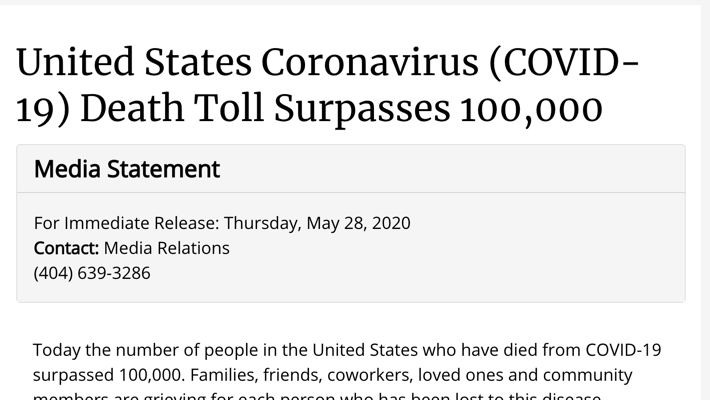 United States Coronavirus (COVID-
19) Death Toll Surpasses 100,000
Media Statement
For Immediate Release: Thursday, May 28, 2020
Contact: Media Relations
(404) 639-3286
Today the number of people in the United States who have died from COVID-19
surpassed 100,000. Families, friends, coworkers, loved ones and community
members are grieving for each person who has been lost to this disease.